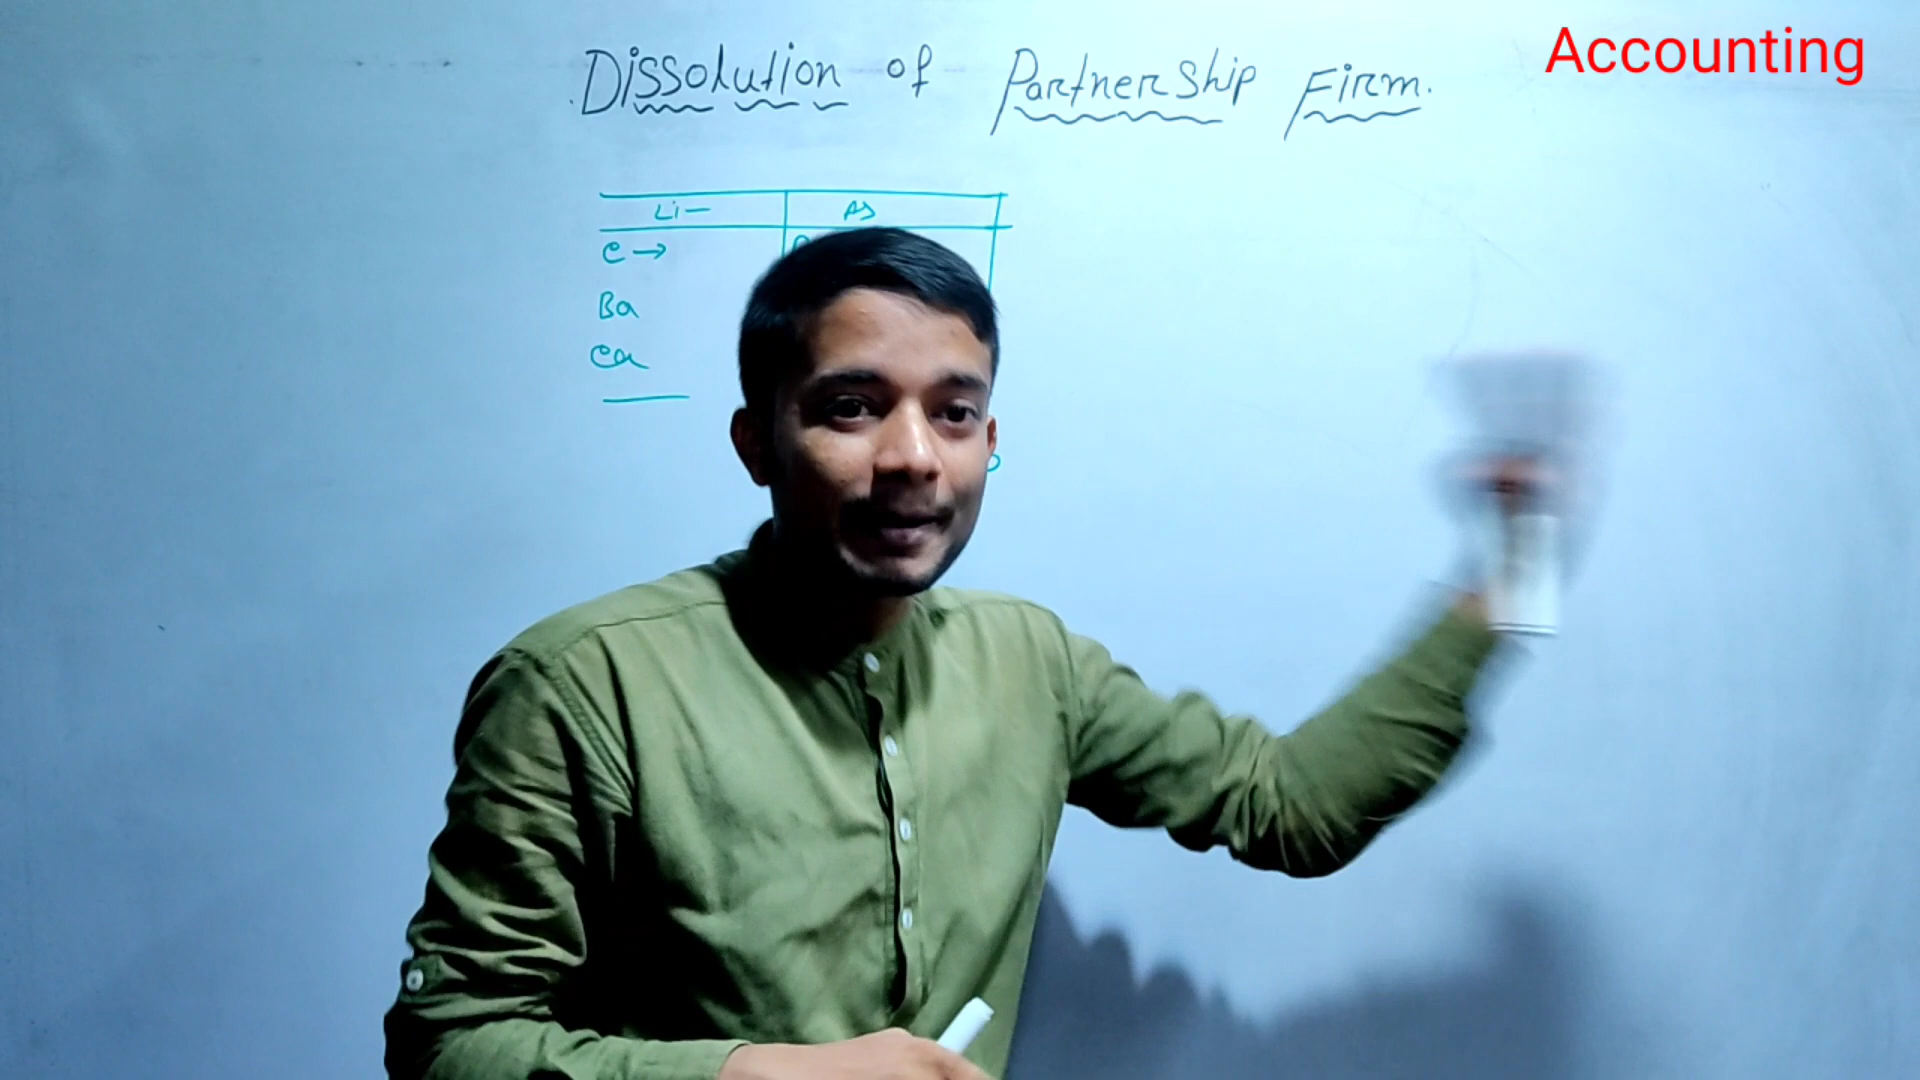 Accounting
Dissolution of Partnership Firm.
Li — As
C →
Ba
Ca